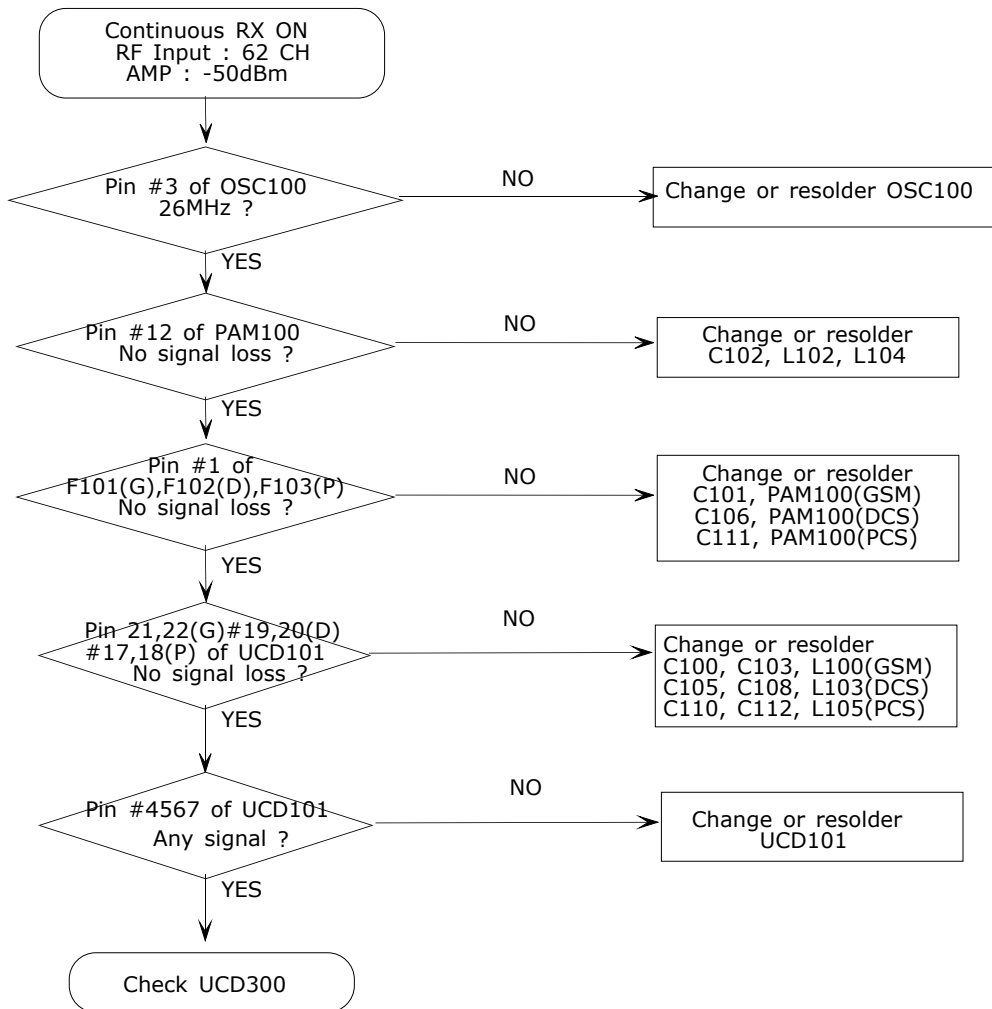 Continuous RX ON
RF Input : 62 CH
AMP : -50dBm
Pin #3 of OSC100
26MHz ?
NO
Change or resolder OSC100
YES
Pin #12 of PAM100
No signal loss ?
NO
Change or resolder
C102, L102, L104
YES
Pin #1 of
F101(G),F102(D),F103(P)
No signal loss ?
NO
Change or resolder
C101, PAM100(GSM)
C106, PAM100(DCS)
C111, PAM100(PCS)
YES
Pin 21,22(G)#19,20(D)
#17,18(P) of UCD101
No signal loss ?
NO
Change or resolder
C100, C103, L100(GSM)
C105, C108, L103(DCS)
C110, C112, L105(PCS)
YES
Pin #4567 of UCD101
Any signal ?
NO
Change or resolder
UCD101
YES
Check UCD300